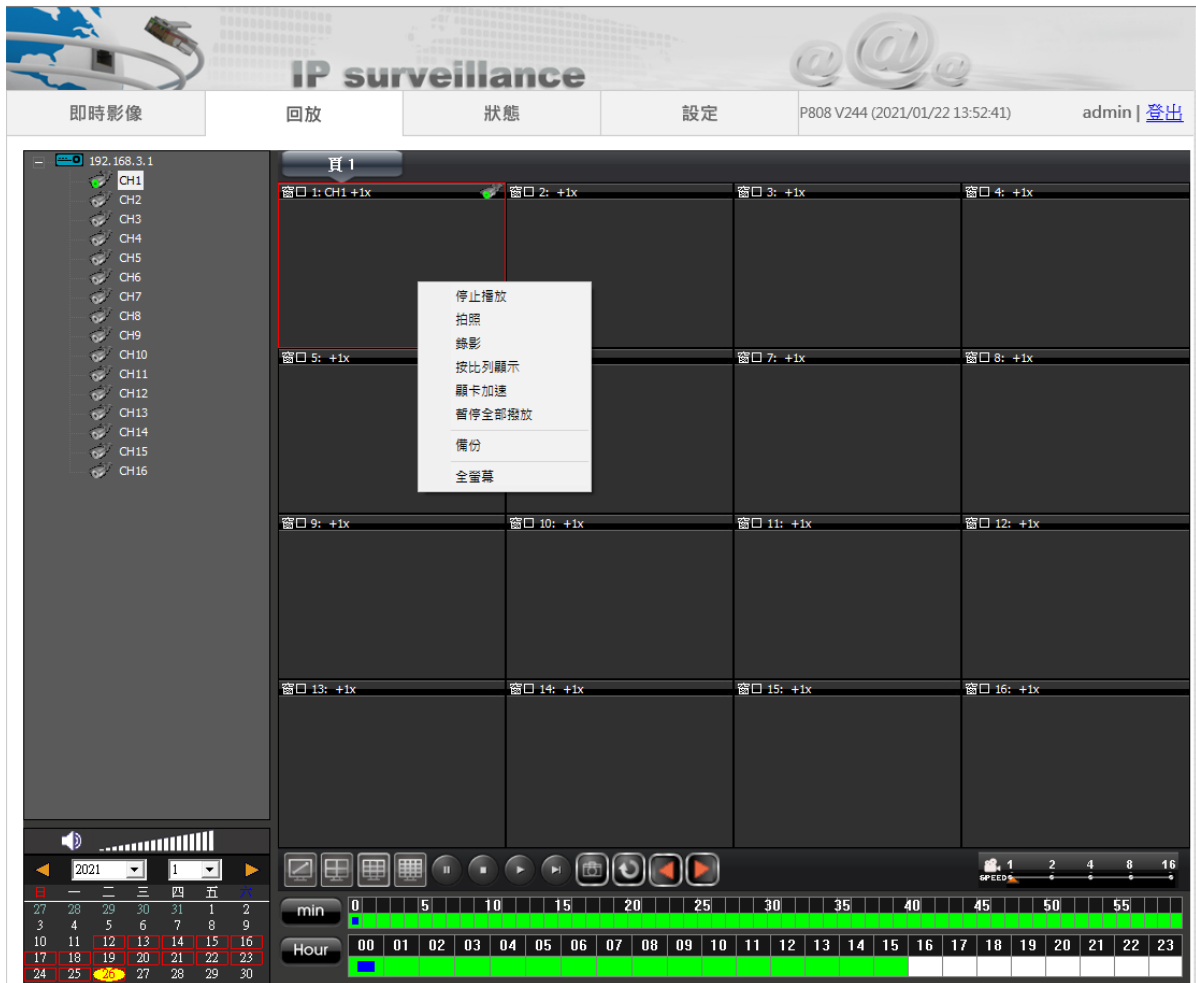 IP surveillance
即時影像 回放 狀態 設定 P808 V244 (2021/01/22 13:52:41) admin | 登出
192.168.3.1
CH1
CH2
CH3
CH4
CH5
CH6
CH7
CH8
CH9
CH10
CH11
CH12
CH13
CH14
CH15
CH16
頁 1
窗口 1: CH1 +1x 窗口 2: +1x 窗口 3: +1x 窗口 4: +1x
停止播放
拍照
錄影
按比列顯示
顯卡加速
暫停全部撥放
備份
全螢幕
窗口 5: +1x 窗口 7: +1x 窗口 8: +1x
窗口 9: +1x 窗口 10: +1x 窗口 11: +1x 窗口 12: +1x
窗口 13: +1x 窗口 14: +1x 窗口 15: +1x 窗口 16: +1x
2021 1
日 一 二 三 四 五 六
27 28 29 30 31 1 2
3 4 5 6 7 8 9
10 11 12 13 14 15 16
17 18 19 20 21 22 23
24 25 26 27 28 29 30
SPEED 1 2 4 8 16
min 0 5 10 15 20 25 30 35 40 45 50 55
Hour 00 01 02 03 04 05 06 07 08 09 10 11 12 13 14 15 16 17 18 19 20 21 22 23